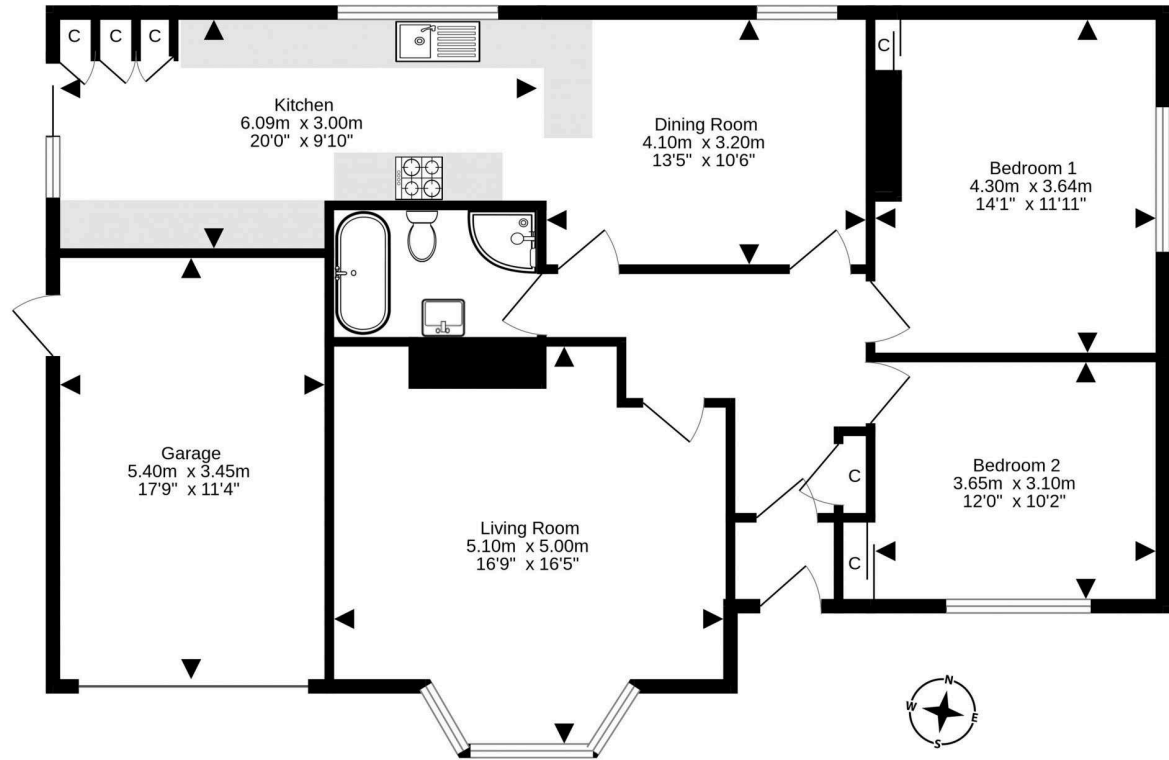 C C C
C
Kitchen
6.09m x 3.00m
20'0" x 9'10"
Dining Room
4.10m x 3.20m
13'5" x 10'6"
Bedroom 1
4.30m x 3.64m
14'1" x 11'11"
Garage
5.40m x 3.45m
17'9" x 11'4"
Living Room
5.10m x 5.00m
16'9" x 16'5"
Bedroom 2
3.65m x 3.10m
12'0" x 10'2"
C
C
N
W E
S